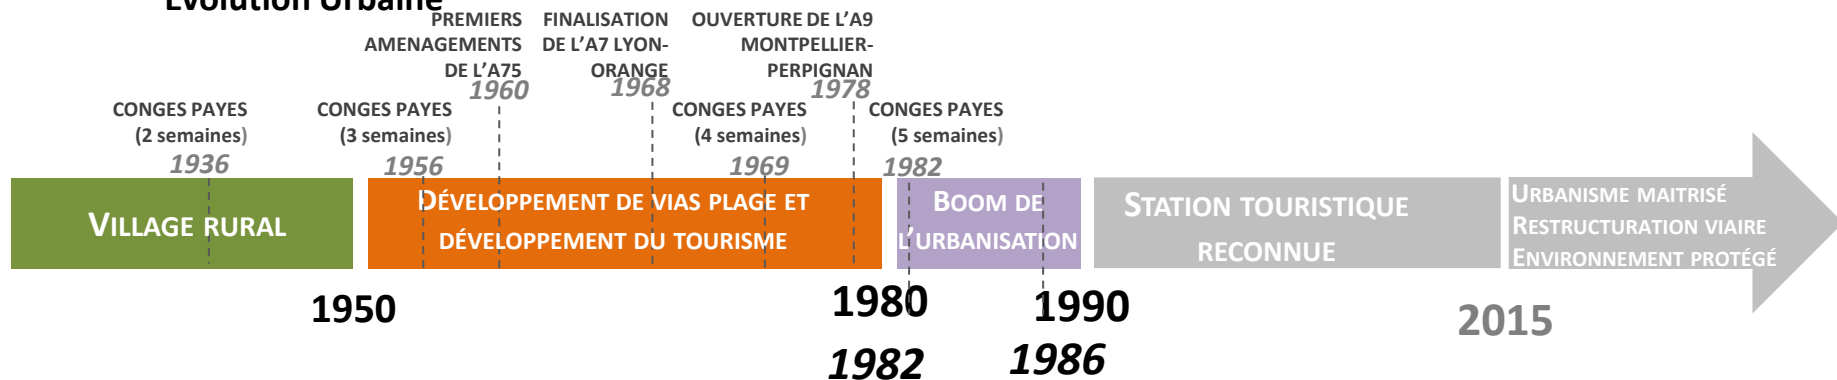 Evolution Urbaine
PREMIERS
AMENAGEMENTS
DE L'A75
1960
FINALISATION
DE L'A7 LYON-
ORANGE
1968
OUVERTURE DE L'A9
MONTPELLIER-
PERPIGNAN
1978
CONGES PAYES
(2 semaines)
1936
CONGES PAYES
(3 semaines)
1956
CONGES PAYES
(4 semaines)
1969
CONGES PAYES
(5 semaines)
1982
VILLAGE RURAL
DÉVELOPPEMENT DE VIAS PLAGE ET
DÉVELOPPEMENT DU TOURISME
BOOM DE
L'URBANISATION
STATION TOURISTIQUE
RECONNUE
URBANISME MAITRISÉ
RESTRUCTURATION VIAIRE
ENVIRONNEMENT PROTÉGÉ
1950
1980
1990
2015
1982
1986